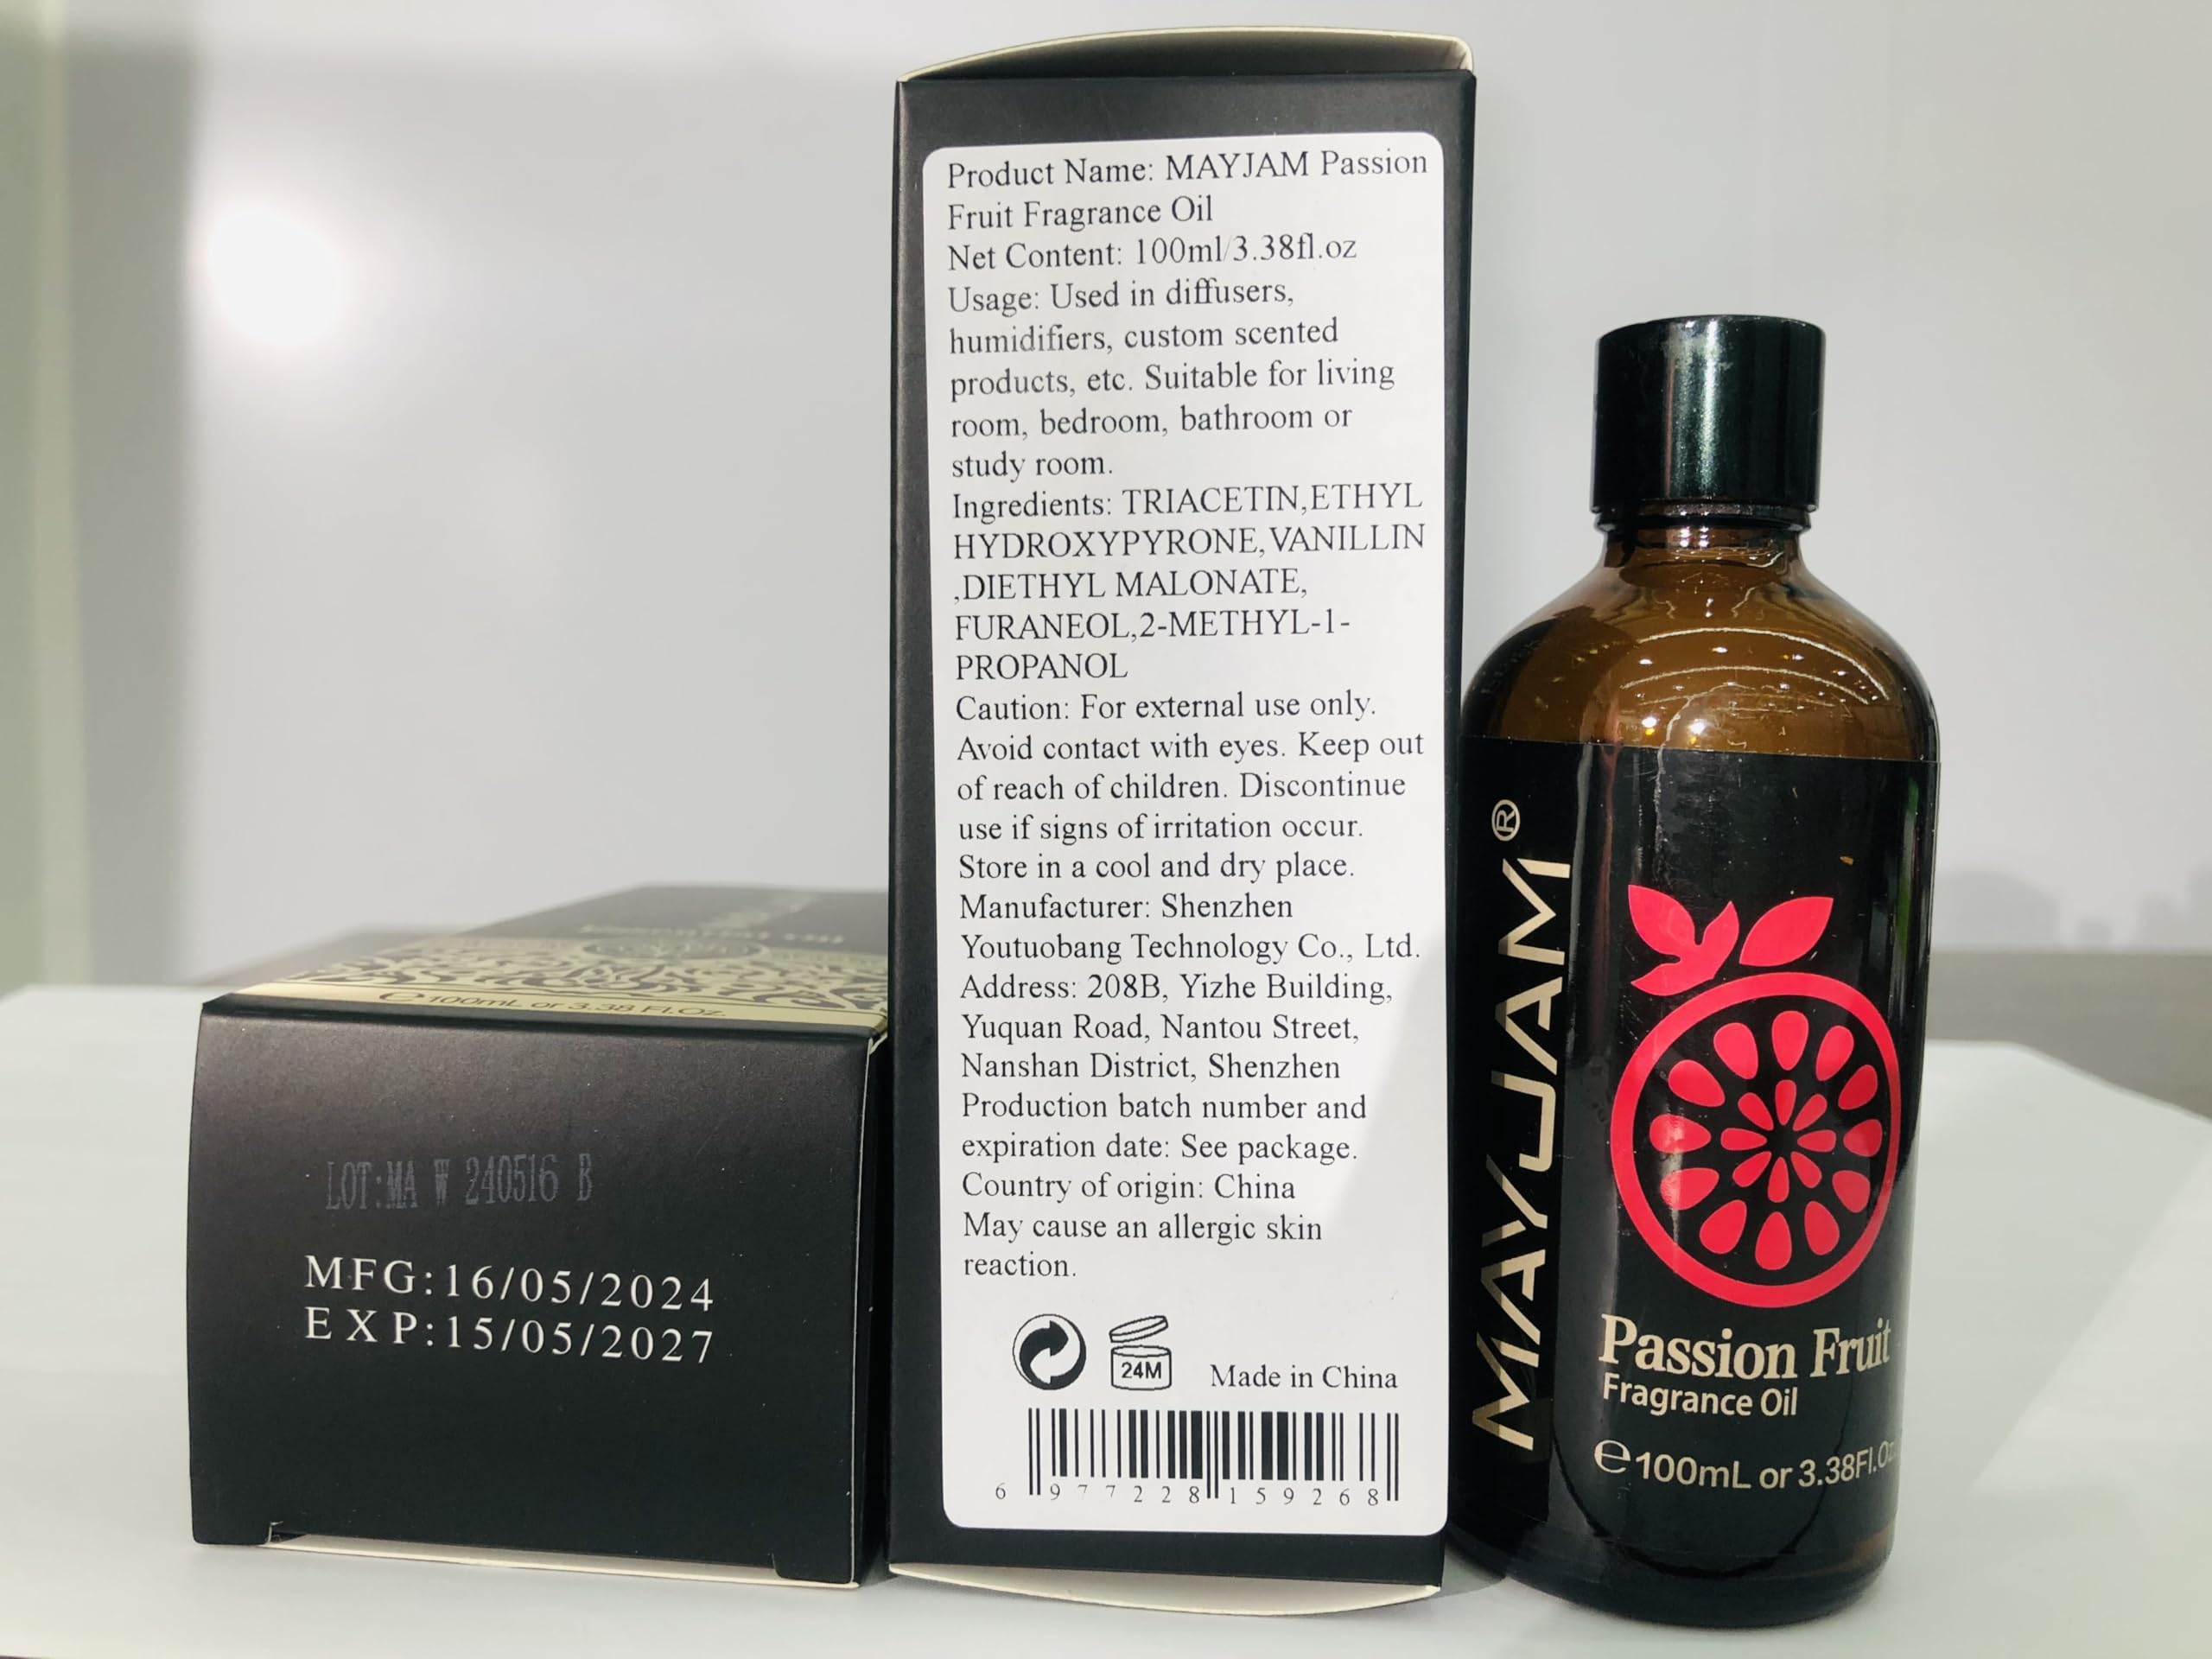 e100mL or 3.38 Fl.Oz.
LOT:MA W 240516 B
MFG:16/05/2024
EXP:15/05/2027
Product Name: MAYJAM Passion
Fruit Fragrance Oil
Net Content: 100ml/3.38fl.oz
Usage: Used in diffusers,
humidifiers, custom scented
products, etc. Suitable for living
room, bedroom, bathroom or
study room.
Ingredients: TRIACETIN,ETHYL
HYDROXYPYRONE,VANILLIN
,DIETHYL MALONATE,
FURANEOL,2-METHYL-1-
PROPANOL
Caution: For external use only.
Avoid contact with eyes. Keep out
of reach of children. Discontinue
use if signs of irritation occur.
Store in a cool and dry place.
Manufacturer: Shenzhen
Youtuobang Technology Co., Ltd.
Address: 208B, Yizhe Building,
Yuquan Road, Nantou Street,
Nanshan District, Shenzhen
Production batch number and
expiration date: See package.
Country of origin: China
May cause an allergic skin
reaction.
24M
Made in China
6 977228 159268
MAYJAM®
Passion Fruit
Fragrance Oil
e100mL or 3.38Fl.Oz.